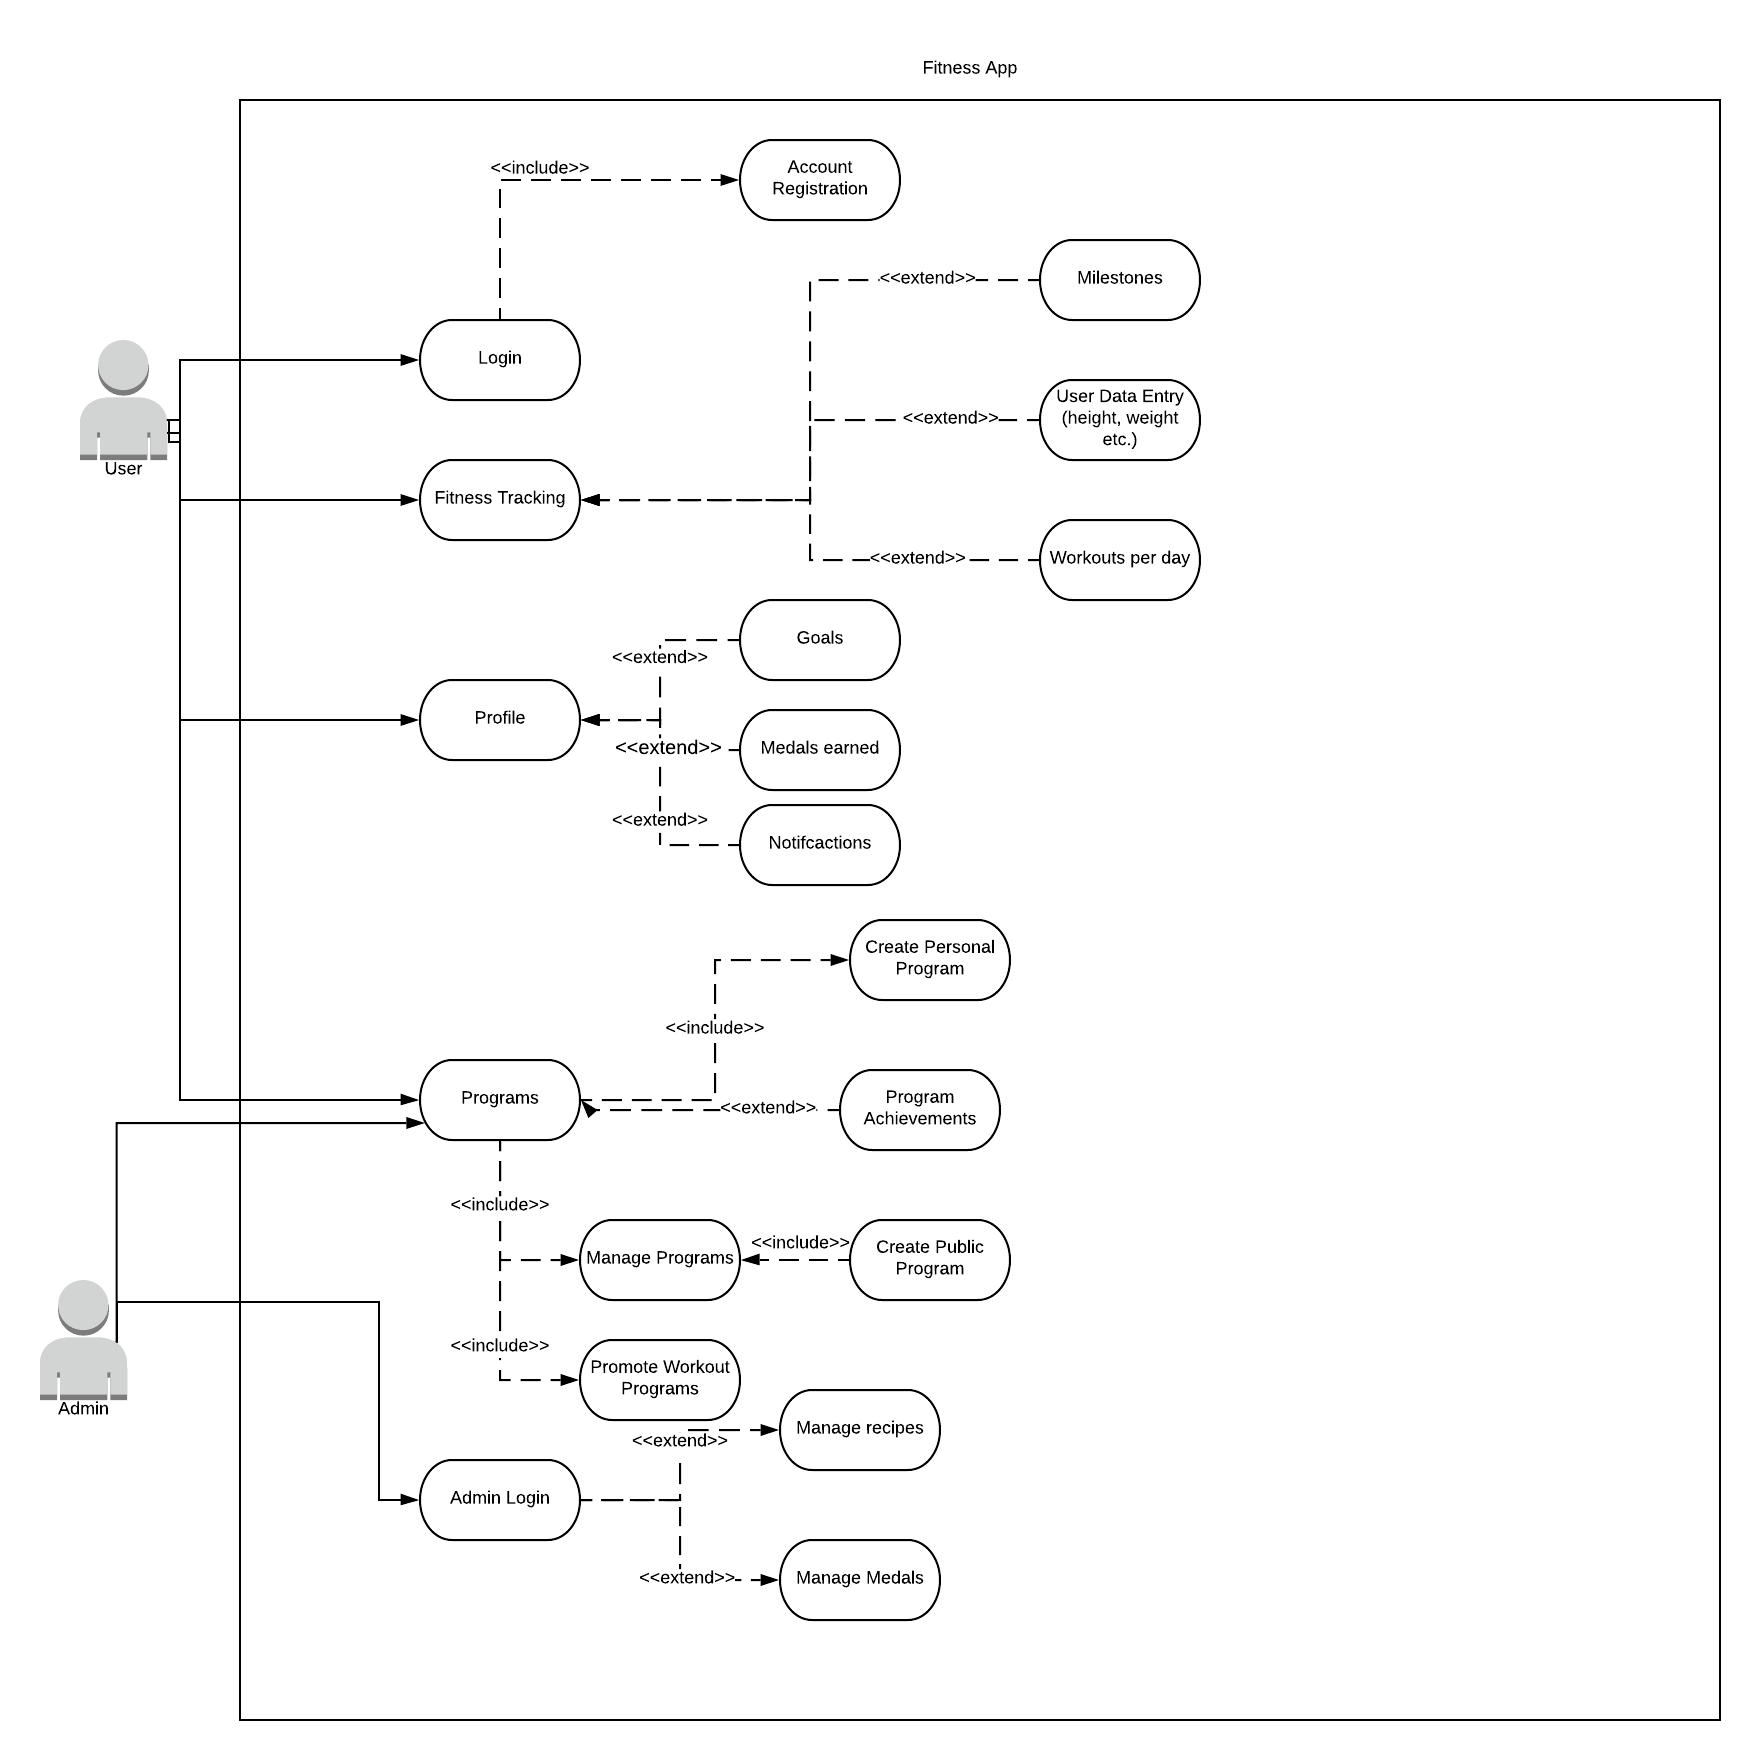 Fitness App
<<include>>
Account
Registration
<<extend>>
Milestones
Login
User
<<extend>>
User Data Entry
(height, weight
etc.)
Fitness Tracking
<<extend>>
Workouts per day
Goals
<<extend>>
Profile
<<extend>>
Medals earned
<<extend>>
Notifcactions
Create Personal
Program
<<include>>
Programs
<<extend>>
Program
Achievements
<<include>>
Manage Programs
<<include>>
Create Public
Program
<<include>>
Promote Workout
Programs
Admin
<<extend>>
Manage recipes
Admin Login
<<extend>>
Manage Medals